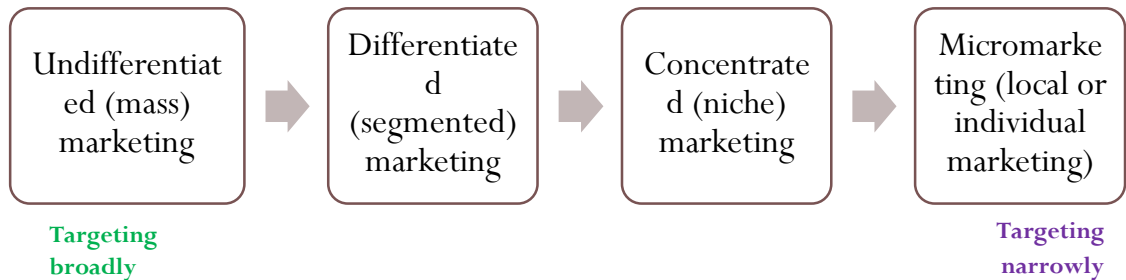 Undifferentiat
ed (mass)
marketing
Differentiate
d
(segmented)
marketing
Concentrate
d (niche)
marketing
Micromarke
ting (local or
individual
marketing)
Targeting
broadly
Targeting
narrowly